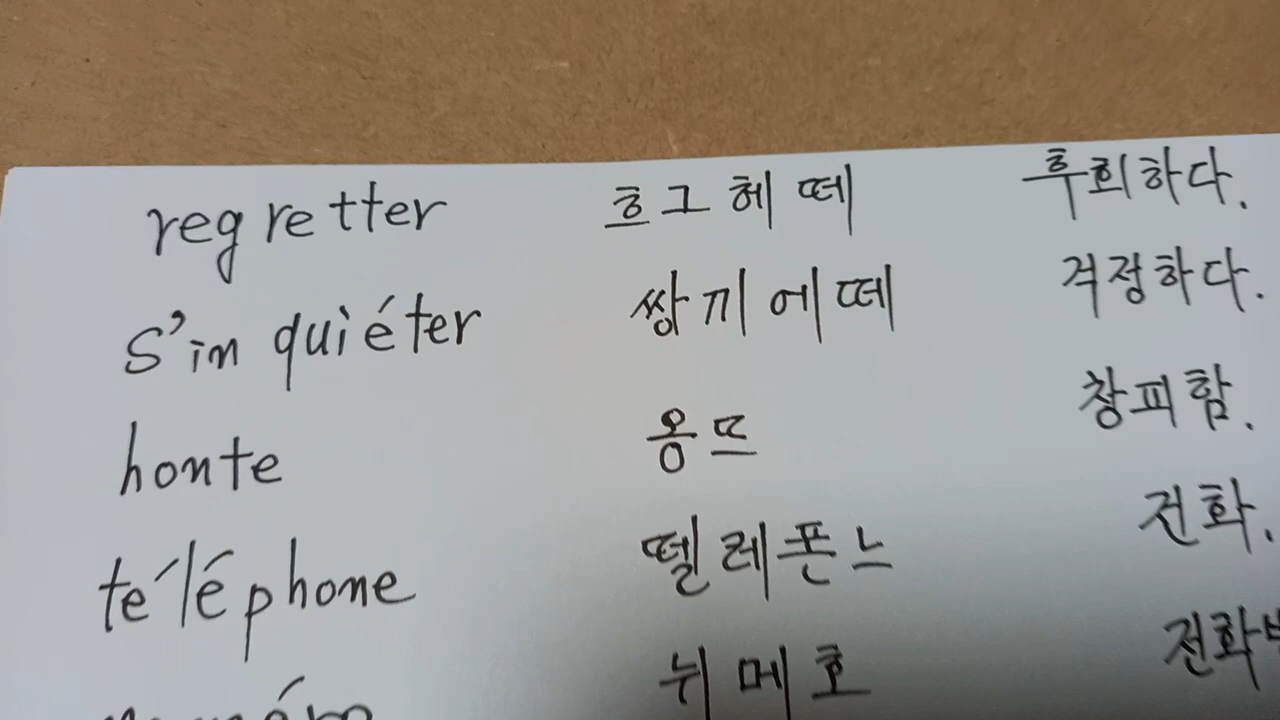 regretter 흐그헤떼 후회하다.
s'inquiéter 쌍끼에떼 걱정하다.
honte 옹뜨 창피함.
téléphone 뗄레폰느 전화.
뉘메호